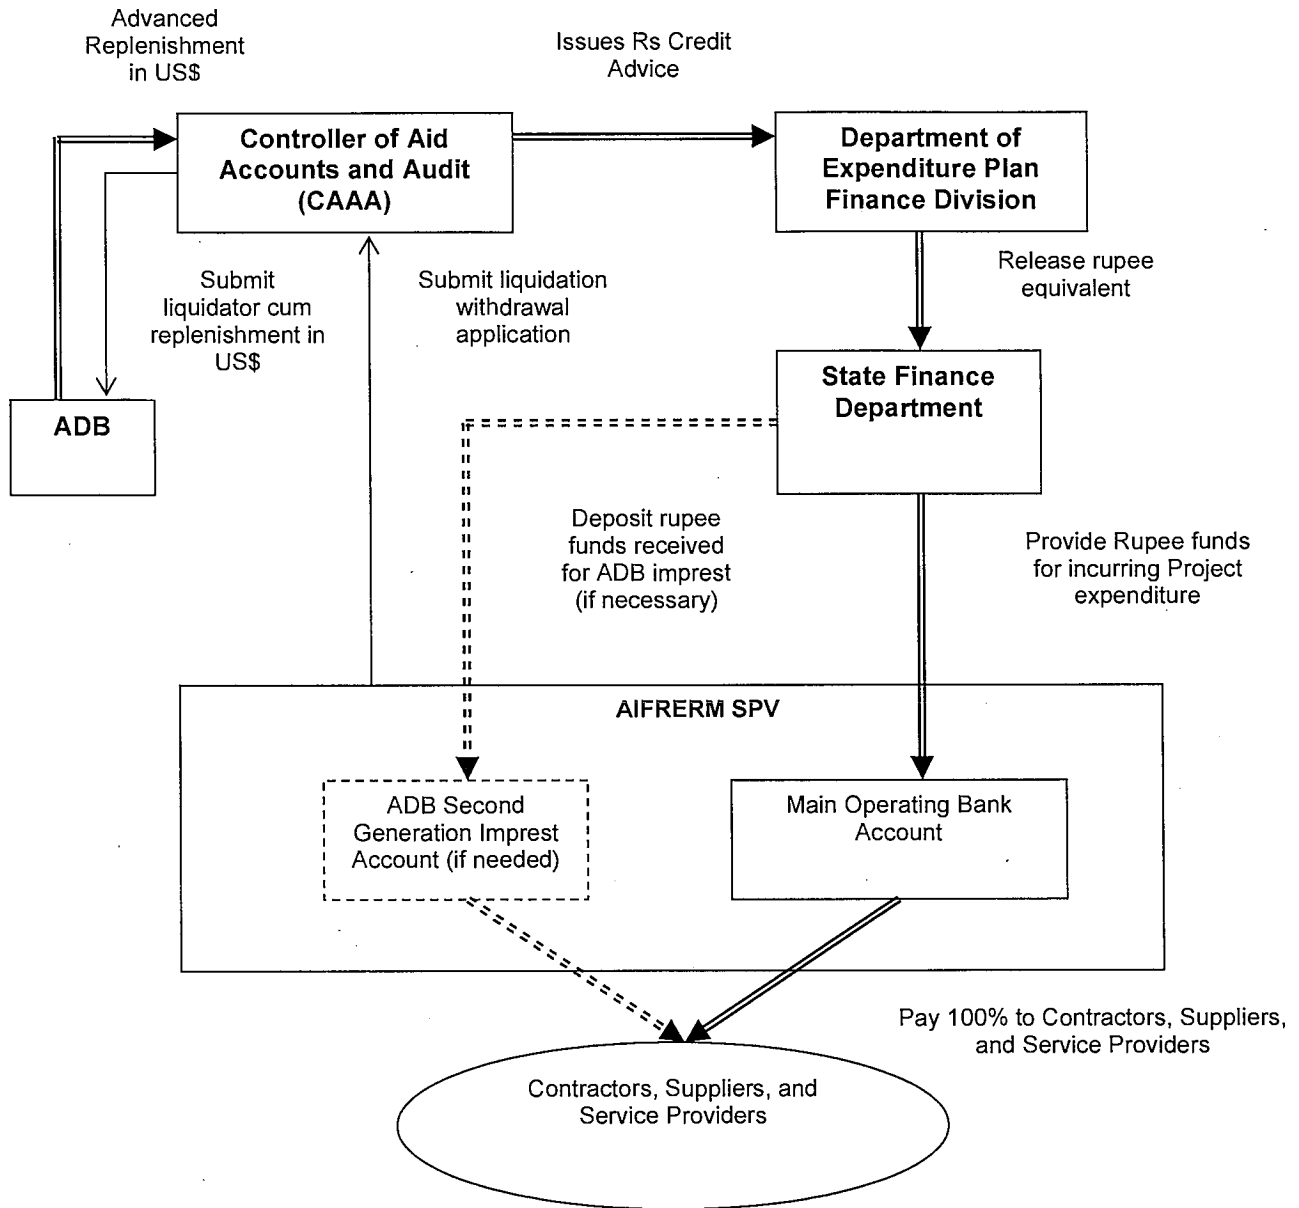 Advanced
Replenishment
in US$
Issues Rs Credit
Advice
Controller of Aid
Accounts and Audit
(CAAA)
Department of
Expenditure Plan
Finance Division
Submit
liquidator cum
replenishment in
US$
Submit liquidation
withdrawal
application
Release rupee
equivalent
ADB
State Finance
Department
Deposit rupee
funds received
for ADB imprest
(if necessary)
Provide Rupee funds
for incurring Project
expenditure
AIFRERM SPV
ADB Second
Generation Imprest
Account (if needed)
Main Operating Bank
Account
Pay 100% to Contractors, Suppliers,
and Service Providers
Contractors, Suppliers, and
Service Providers